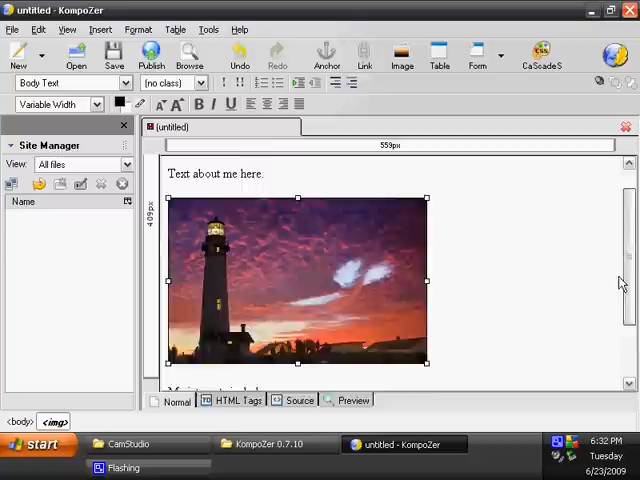 untitled - KompoZer
File Edit View Insert Format Table Tools Help
New Open Save Publish Browse Undo Redo Anchor Link Image Table Form CaScadeS
Body Text (no class)
Variable Width B I U
Site Manager (untitled)
559px
View: All files
Name
409px
Text about me here.
Normal HTML Tags Source Preview
<body> <img>
start CamStudio KompoZer 0.7.10 untitled - KompoZer 6:32 PM
Tuesday
Flashing 6/23/2009